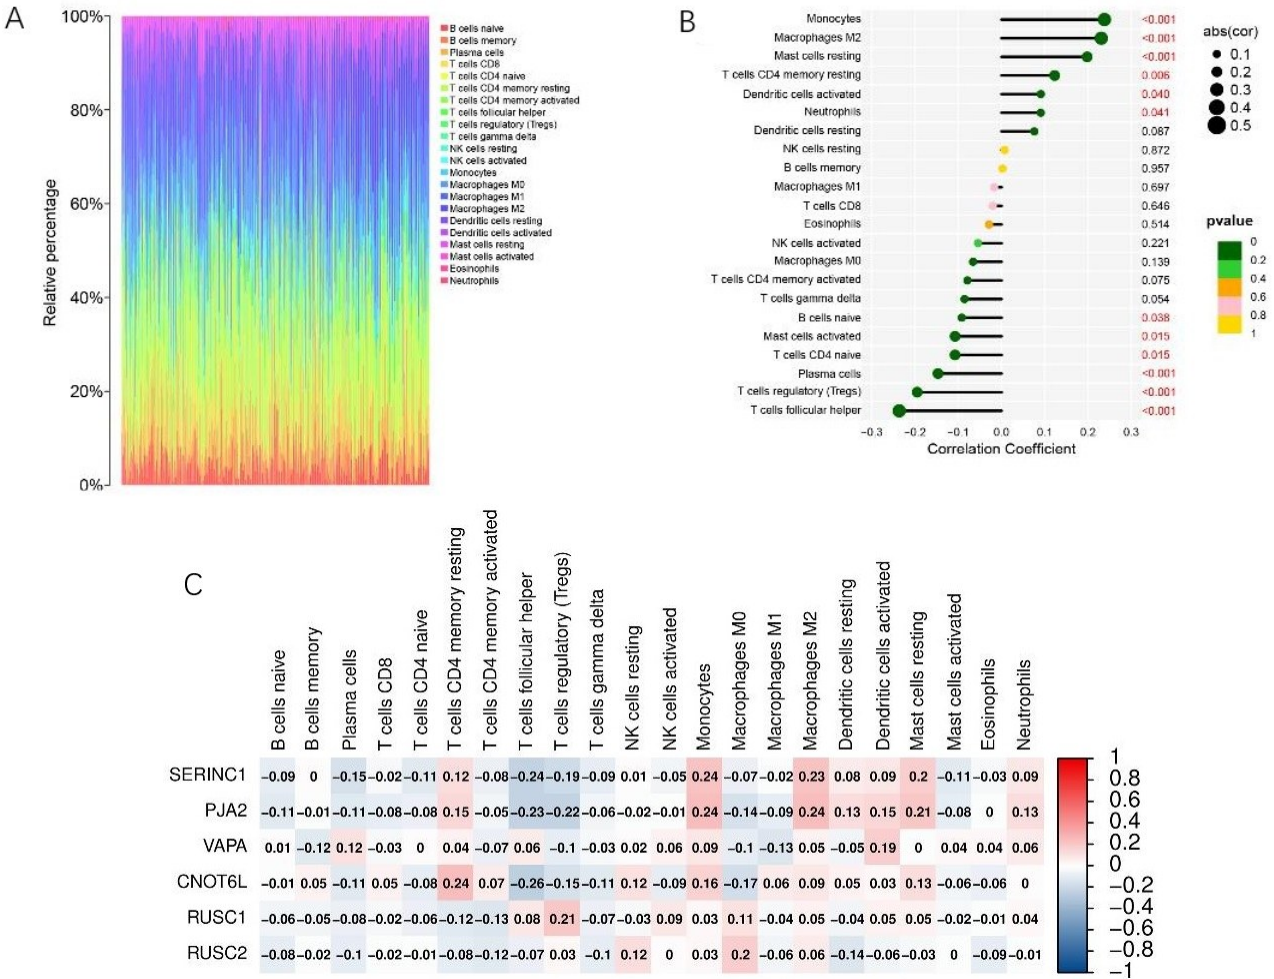 A
100%
80%
60%
40%
20%
0%
Relative percentage
B cells naive
B cells memory
Plasma cells
T cells CD8
T cells CD4 naive
T cells CD4 memory resting
T cells CD4 memory activated
T cells follicular helper
T cells regulatory (Tregs)
T cells gamma delta
NK cells resting
NK cells activated
Monocytes
Macrophages M0
Macrophages M1
Macrophages M2
Dendritic cells resting
Dendritic cells activated
Mast cells resting
Mast cells activated
Eosinophils
Neutrophils
B
Monocytes <0.001
Macrophages M2 <0.001
Mast cells resting <0.001
T cells CD4 memory resting 0.006
Dendritic cells activated 0.040
Neutrophils 0.041
Dendritic cells resting 0.087
NK cells resting 0.872
B cells memory 0.957
Macrophages M1 0.697
T cells CD8 0.646
Eosinophils 0.514
NK cells activated 0.221
Macrophages M0 0.139
T cells CD4 memory activated 0.075
T cells gamma delta 0.054
B cells naive 0.038
Mast cells activated 0.015
T cells CD4 naive 0.015
Plasma cells <0.001
T cells regulatory (Tregs) <0.001
T cells follicular helper <0.001
−0.3 −0.2 −0.1 0.0 0.1 0.2 0.3
Correlation Coefficient
abs(cor)
0.1
0.2
0.3
0.4
0.5
pvalue
0
0.2
0.4
0.6
0.8
1
C
B cells naive
B cells memory
Plasma cells
T cells CD8
T cells CD4 naive
T cells CD4 memory resting
T cells CD4 memory activated
T cells follicular helper
T cells regulatory (Tregs)
T cells gamma delta
NK cells resting
NK cells activated
Monocytes
Macrophages M0
Macrophages M1
Macrophages M2
Dendritic cells resting
Dendritic cells activated
Mast cells resting
Mast cells activated
Eosinophils
Neutrophils
SERINC1 −0.09 0 −0.15 −0.02 −0.11 0.12 −0.08 −0.24 −0.19 −0.09 0.01 −0.05 0.24 −0.07 −0.02 0.23 0.08 0.09 0.2 −0.11 −0.03 0.09
PJA2 −0.11 −0.01 −0.11 −0.08 −0.08 0.15 −0.05 −0.23 −0.22 −0.06 −0.02 −0.01 0.24 −0.14 −0.09 0.24 0.13 0.15 0.21 −0.08 0 0.13
VAPA 0.01 −0.12 0.12 −0.03 0 0.04 −0.07 0.06 −0.1 −0.03 0.02 0.06 0.09 −0.1 −0.13 0.05 −0.05 0.19 0 0.04 0.04 0.06
CNOT6L −0.01 0.05 −0.11 0.05 −0.08 0.24 0.07 −0.26 −0.15 −0.11 0.12 −0.09 0.16 −0.17 0.06 0.09 0.05 0.03 0.13 −0.06 −0.06 0
RUSC1 −0.06 −0.05 −0.08 −0.02 −0.06 −0.12 −0.13 0.08 0.21 −0.07 −0.03 0.09 0.03 0.11 −0.04 0.05 −0.04 0.05 0.05 −0.02 −0.01 0.04
RUSC2 −0.08 −0.02 −0.1 −0.02 −0.01 −0.08 −0.12 −0.07 0.03 −0.1 0.12 0 0.03 0.2 −0.06 0.06 −0.14 −0.06 −0.03 0 −0.09 −0.01
1
0.8
0.6
0.4
0.2
0
−0.2
−0.4
−0.6
−0.8
−1